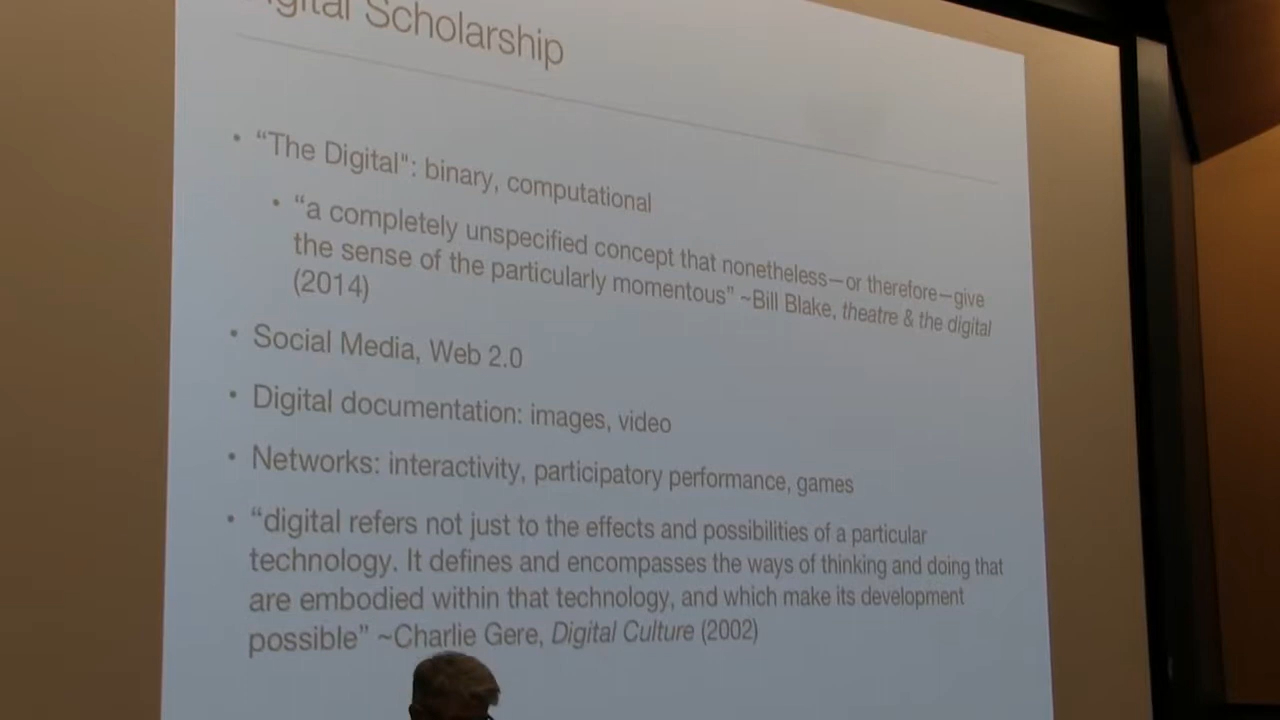 Digital Scholarship
• “The Digital": binary, computational
• “a completely unspecified concept that nonetheless—or therefore—give
the sense of the particularly momentous” ~Bill Blake, theatre & the digital
(2014)
• Social Media, Web 2.0
• Digital documentation: images, video
• Networks: interactivity, participatory performance, games
• “digital refers not just to the effects and possibilities of a particular
technology. It defines and encompasses the ways of thinking and doing that
are embodied within that technology, and which make its development
possible” ~Charlie Gere, Digital Culture (2002)